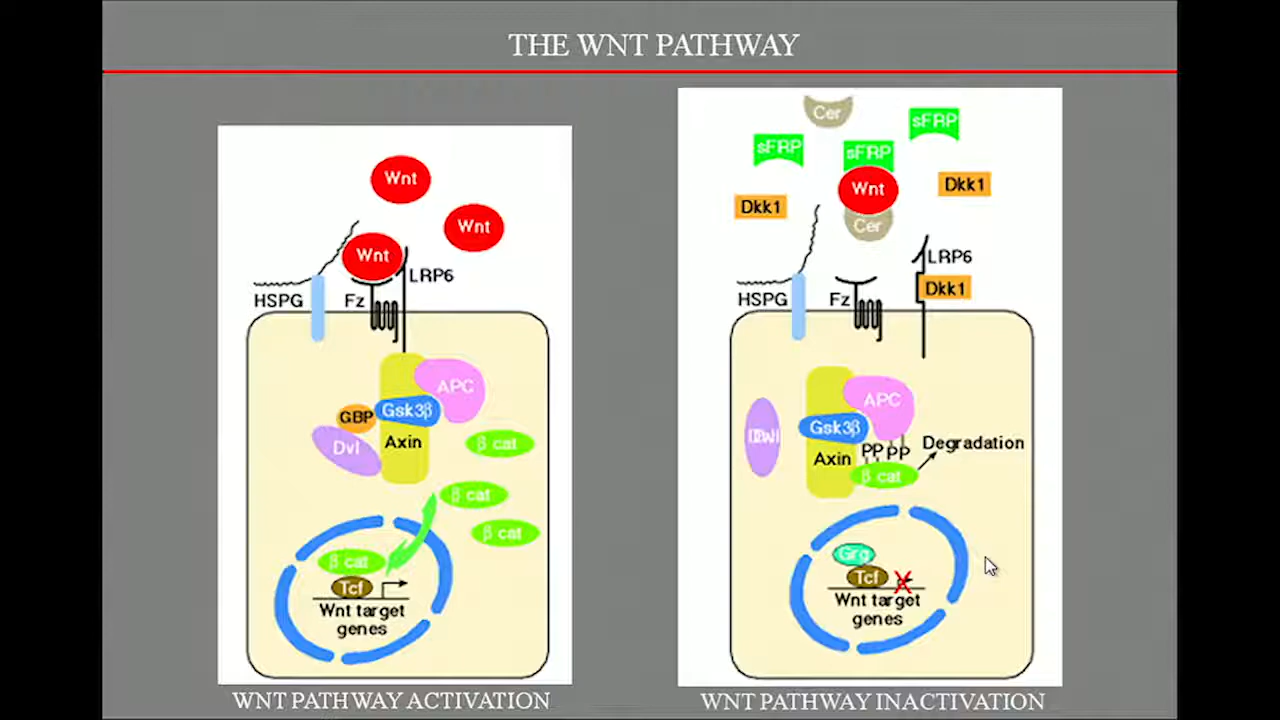 THE WNT PATHWAY
Wnt
Wnt
Wnt
LRP6
HSPG
Fz
APC
Gsk3β
GBP
Dvl
Axin
β cat
β cat
β cat
β cat
Tcf
Wnt target
genes
WNT PATHWAY ACTIVATION
Cer
sFRP
sFRP
sFRP
Dkk1
Wnt
Dkk1
Cer
LRP6
Dkk1
HSPG
Fz
APC
Gsk3β
Axin
PP PP
Degradation
β cat
Grg
Tcf
Wnt target
genes
WNT PATHWAY INACTIVATION